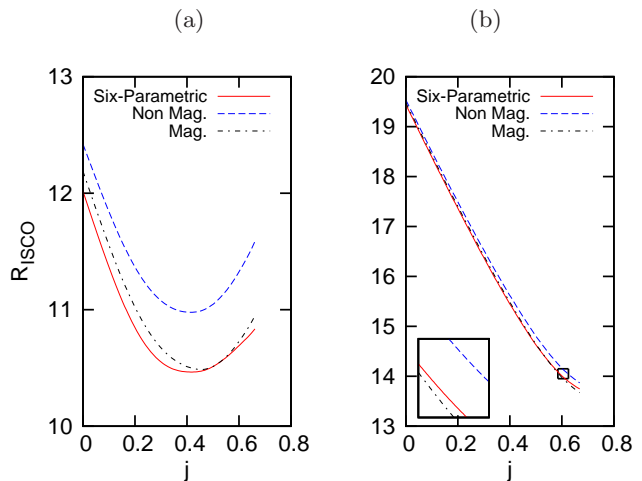 (a)
(b)
13
12
11
10
R_ISCO
Six-Parametric
Non Mag.
Mag.
0
0.2
0.4
0.6
0.8
j
20
19
18
17
16
15
14
13
Six-Parametric
Non Mag.
Mag.
0
0.2
0.4
0.6
0.8
j